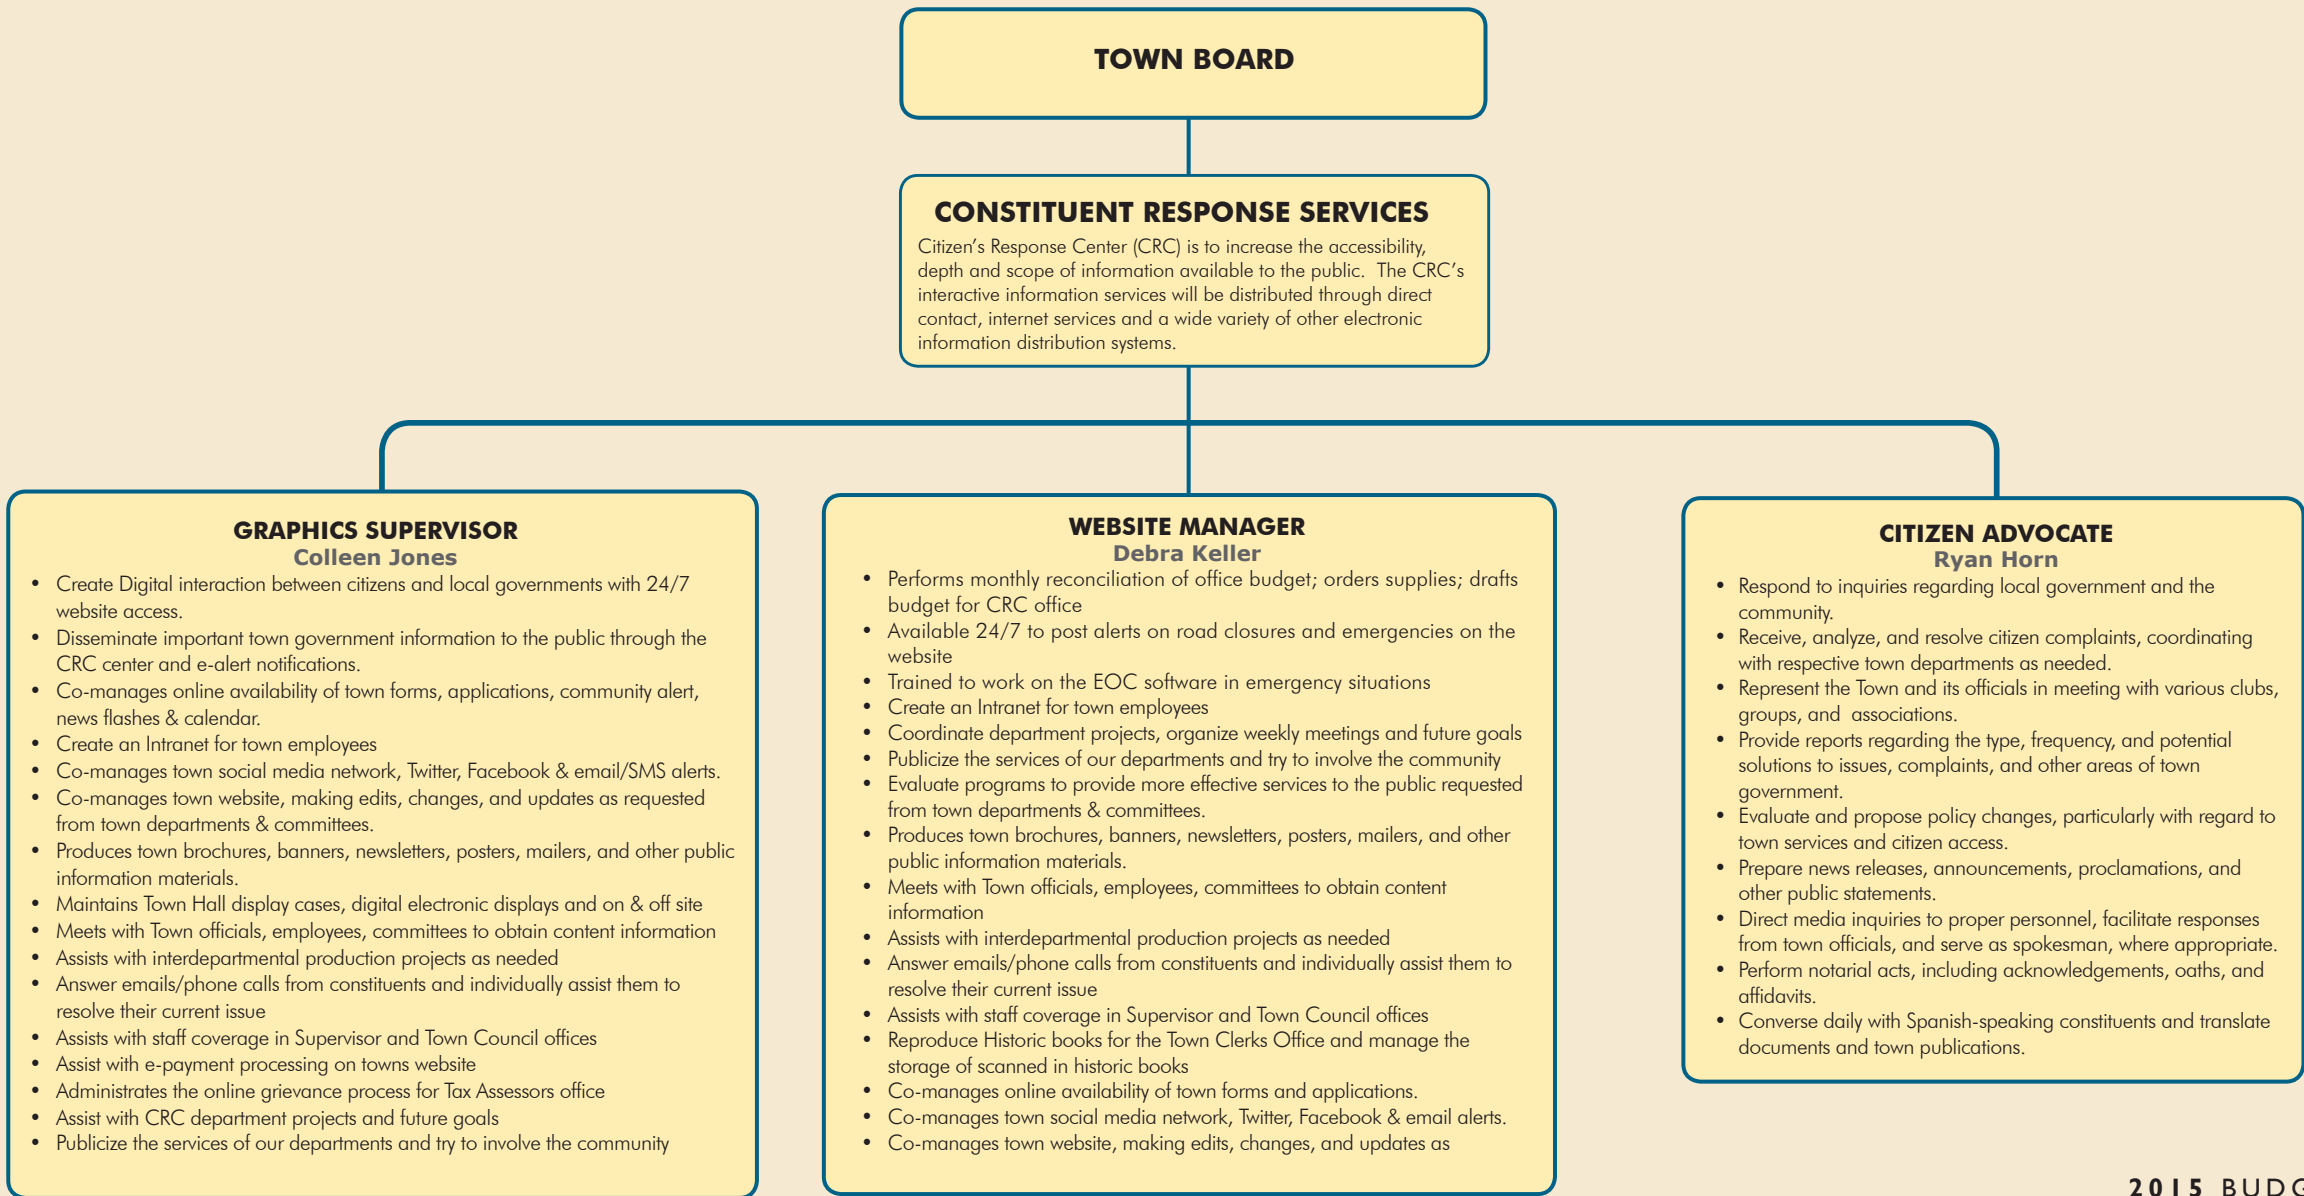 TOWN BOARD
CONSTITUENT RESPONSE SERVICES
Citizen’s Response Center (CRC) is to increase the accessibility,
depth and scope of information available to the public.  The CRC’s
interactive information services will be distributed through direct
contact, internet services and a wide variety of other electronic
information distribution systems.
GRAPHICS SUPERVISOR
Colleen Jones
• Create Digital interaction between citizens and local governments with 24/7
website access.
• Disseminate important town government information to the public through the
CRC center and e-alert notifications.
• Co-manages online availability of town forms, applications, community alert,
news flashes & calendar.
• Create an Intranet for town employees
• Co-manages town social media network, Twitter, Facebook & email/SMS alerts.
• Co-manages town website, making edits, changes, and updates as requested
from town departments & committees.
• Produces town brochures, banners, newsletters, posters, mailers, and other public
information materials.
• Maintains Town Hall display cases, digital electronic displays and on & off site
• Meets with Town officials, employees, committees to obtain content information
• Assists with interdepartmental production projects as needed
• Answer emails/phone calls from constituents and individually assist them to
resolve their current issue
• Assists with staff coverage in Supervisor and Town Council offices
• Assist with e-payment processing on towns website
• Administrates the online grievance process for Tax Assessors office
• Assist with CRC department projects and future goals
• Publicize the services of our departments and try to involve the community
WEBSITE MANAGER
Debra Keller
• Performs monthly reconciliation of office budget; orders supplies; drafts
budget for CRC office
• Available 24/7 to post alerts on road closures and emergencies on the
website
• Trained to work on the EOC software in emergency situations
• Create an Intranet for town employees
• Coordinate department projects, organize weekly meetings and future goals
• Publicize the services of our departments and try to involve the community
• Evaluate programs to provide more effective services to the public requested
from town departments & committees.
• Produces town brochures, banners, newsletters, posters, mailers, and other
public information materials.
• Meets with Town officials, employees, committees to obtain content
information
• Assists with interdepartmental production projects as needed
• Answer emails/phone calls from constituents and individually assist them to
resolve their current issue
• Assists with staff coverage in Supervisor and Town Council offices
• Reproduce Historic books for the Town Clerks Office and manage the
storage of scanned in historic books
• Co-manages online availability of town forms and applications.
• Co-manages town social media network, Twitter, Facebook & email alerts.
• Co-manages town website, making edits, changes, and updates as
CITIZEN ADVOCATE
Ryan Horn
• Respond to inquiries regarding local government and the
community.
• Receive, analyze, and resolve citizen complaints, coordinating
with respective town departments as needed.
• Represent the Town and its officials in meeting with various clubs,
groups, and  associations.
• Provide reports regarding the type, frequency, and potential
solutions to issues, complaints, and other areas of town
government.
• Evaluate and propose policy changes, particularly with regard to
town services and citizen access.
• Prepare news releases, announcements, proclamations, and
other public statements.
• Direct media inquiries to proper personnel, facilitate responses
from town officials, and serve as spokesman, where appropriate.
• Perform notarial acts, including acknowledgements, oaths, and
affidavits.
• Converse daily with Spanish-speaking constituents and translate
documents and town publications.
2015